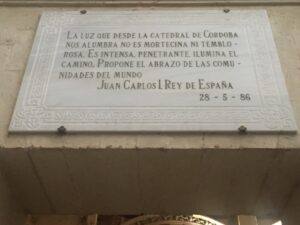 LA LUZ QUE DESDE LA CATEDRAL DE CORDOBA
NOS ALUMBRA NO ES MORTECINA NI TEMBLO-
ROSA. ES INTENSA, PENETRANTE, ILUMINA EL
CAMINO. PROPONE EL ABRAZO DE LAS COMU-
NIDADES DEL MUNDO
JUAN CARLOS I. REY DE ESPAÑA
28 - 5 - 86